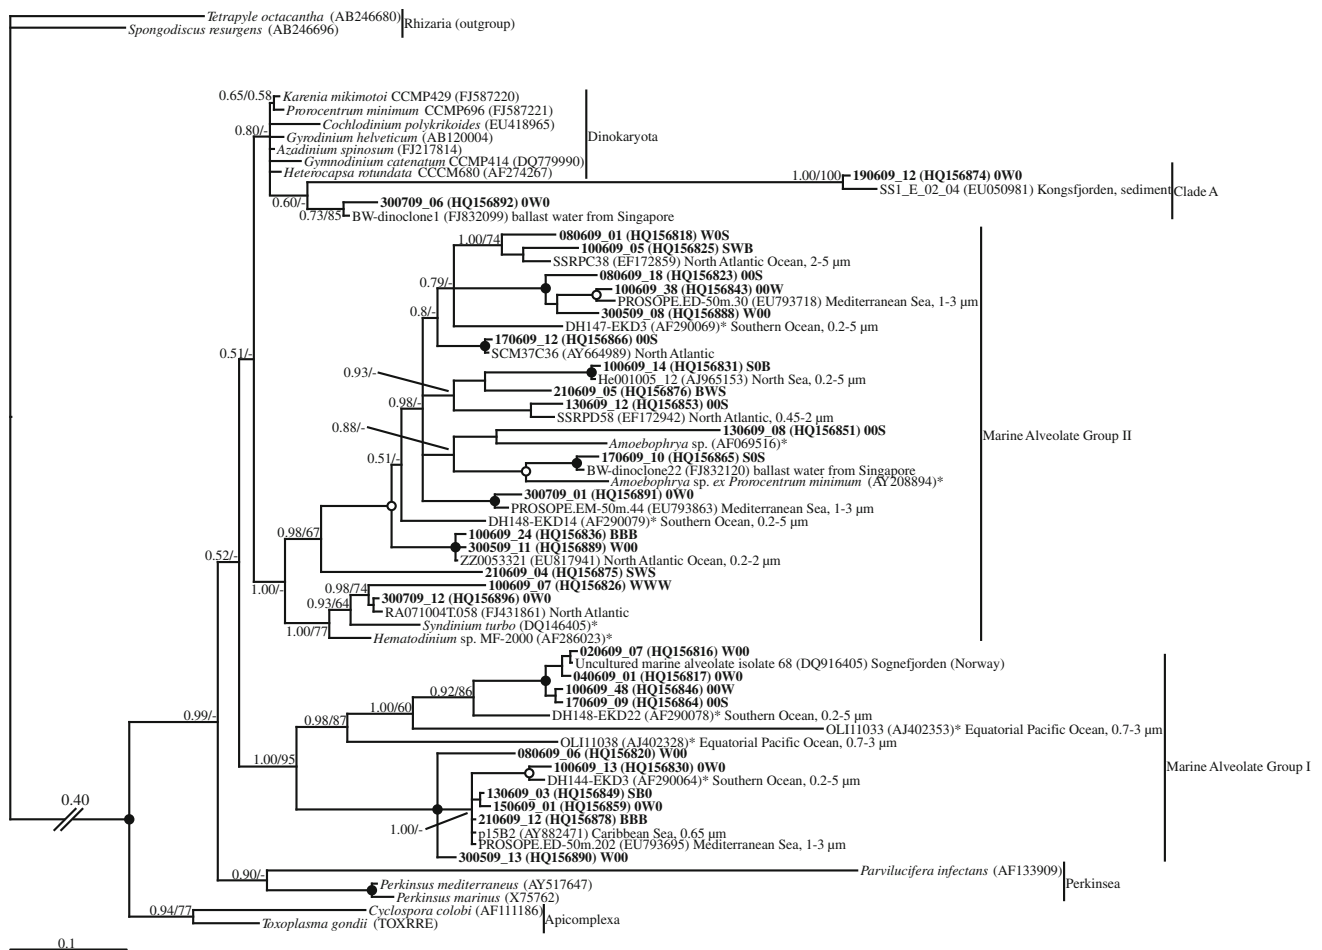 Tetrapyle octacantha (AB246680)
Rhizaria (outgroup)
Spongodiscus resurgens (AB246696)
0.65/0.58
Karenia mikimotoi CCMP429 (FJ587220)
Prorocentrum minimum CCMP696 (FJ587221)
Cochlodinium polykrikoides (EU418965)
0.80/-
Gyrodinium helveticum (AB120004)
Dinokaryota
Azadinium spinosum (FJ217814)
Gymnodinium catenatum CCMP414 (DQ779990)
Heterocapsa rotundata CCCM680 (AF274267)
1.00/100
190609_12 (HQ156874) 0W0
SS1_E_02_04 (EU050981) Kongsfjorden, sediment
Clade A
0.60/-
300709_06 (HQ156892) 0W0
0.73/85
BW-dinoclone1 (FJ832099) ballast water from Singapore
080609_01 (HQ156818) W0S
1.00/74
100609_05 (HQ156825) SWB
SSRPC38 (EF172859) North Atlantic Ocean, 2-5 µm
080609_18 (HQ156823) 00S
0.79/-
100609_38 (HQ156843) 00W
PROSOPE.ED-50m.30 (EU793718) Mediterranean Sea, 1-3 µm
0.8/-
300509_08 (HQ156888) W00
DH147-EKD3 (AF290069)* Southern Ocean, 0.2-5 µm
170609_12 (HQ156866) 00S
0.51/-
SCM37C36 (AY664989) North Atlantic
100609_14 (HQ156831) S0B
0.93/-
He001005_12 (AJ965153) North Sea, 0.2-5 µm
210609_05 (HQ156876) BWS
0.98/-
130609_12 (HQ156853) 00S
SSRPD58 (EF172942) North Atlantic, 0.45-2 µm
0.88/-
130609_08 (HQ156851) 00S
Marine Alveolate Group II
Amoebophrya sp. (AF069516)*
0.51/-
170609_10 (HQ156865) S0S
BW-dinoclone22 (FJ832120) ballast water from Singapore
Amoebophrya sp. ex Prorocentrum minimum (AY208894)*
300709_01 (HQ156891) 0W0
PROSOPE.EM-50m.44 (EU793863) Mediterranean Sea, 1-3 µm
DH148-EKD14 (AF290079)* Southern Ocean, 0.2-5 µm
0.98/67
100609_24 (HQ156836) BBB
300509_11 (HQ156889) W00
0.52/-
ZZ0053321 (EU817941) North Atlantic Ocean, 0.2-2 µm
210609_04 (HQ156875) SWS
1.00/-
0.98/74
100609_07 (HQ156826) WWW
300709_12 (HQ156896) 0W0
0.93/64
RA071004T.058 (FJ431861) North Atlantic
Syndinium turbo (DQ146405)*
1.00/77
Hematodinium sp. MF-2000 (AF286023)*
020609_07 (HQ156816) W00
Uncultured marine alveolate isolate 68 (DQ916405) Sognefjorden (Norway)
040609_01 (HQ156817) 0W0
0.92/86
100609_48 (HQ156846) 00W
170609_09 (HQ156864) 00S
1.00/60
DH148-EKD22 (AF290078)* Southern Ocean, 0.2-5 µm
0.99/-
0.98/87
OLI11033 (AJ402353)* Equatorial Pacific Ocean, 0.7-3 µm
OLI11038 (AJ402328)* Equatorial Pacific Ocean, 0.7-3 µm
1.00/95
080609_06 (HQ156820) W00
100609_13 (HQ156830) 0W0
Marine Alveolate Group I
DH144-EKD3 (AF290064)* Southern Ocean, 0.2-5 µm
130609_03 (HQ156849) SB0
0.40
150609_01 (HQ156859) 0W0
210609_12 (HQ156878) BBB
1.00/-
p15B2 (AY882471) Caribbean Sea, 0.65 µm
PROSOPE.ED-50m.202 (EU793695) Mediterranean Sea, 1-3 µm
300509_13 (HQ156890) W00
0.90/-
Parvilucifera infectans (AF133909)
Perkinsea
Perkinsus mediterraneus (AY517647)
Perkinsus marinus (X75762)
0.94/77
Cyclospora colobi (AF111186)
Apicomplexa
Toxoplasma gondii (TOXRRE)
0.1